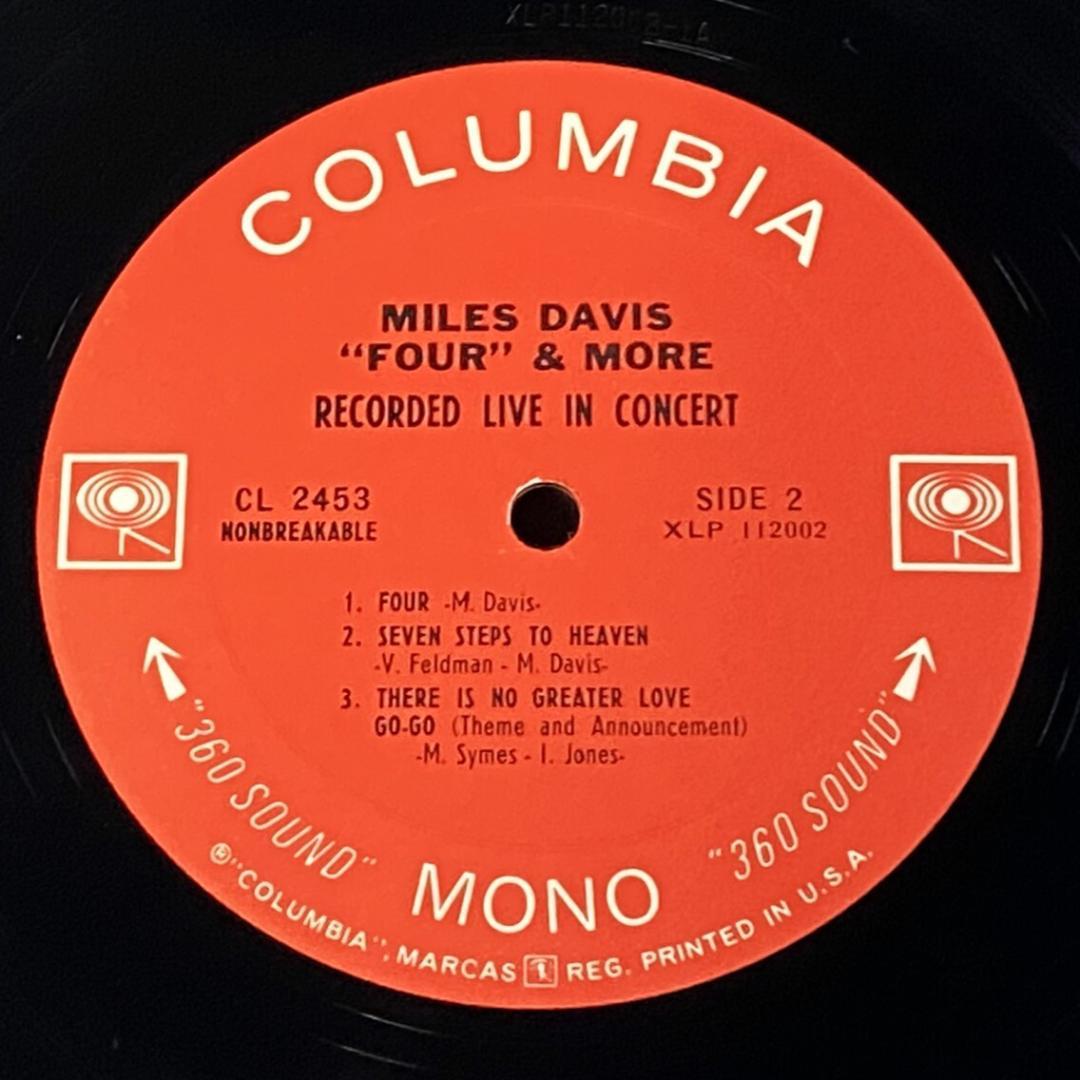 COLUMBIA
MILES DAVIS
“FOUR” & MORE
RECORDED LIVE IN CONCERT
CL 2453
NONBREAKABLE
SIDE 2
XLP 112002
1. FOUR -M. Davis-
2. SEVEN STEPS TO HEAVEN
-V. Feldman - M. Davis-
3. THERE IS NO GREATER LOVE
GO-GO (Theme and Announcement)
-M. Symes - I. Jones-
"360 SOUND"
MONO
"360 SOUND"
® "COLUMBIA", MARCAS REG. PRINTED IN U.S.A.